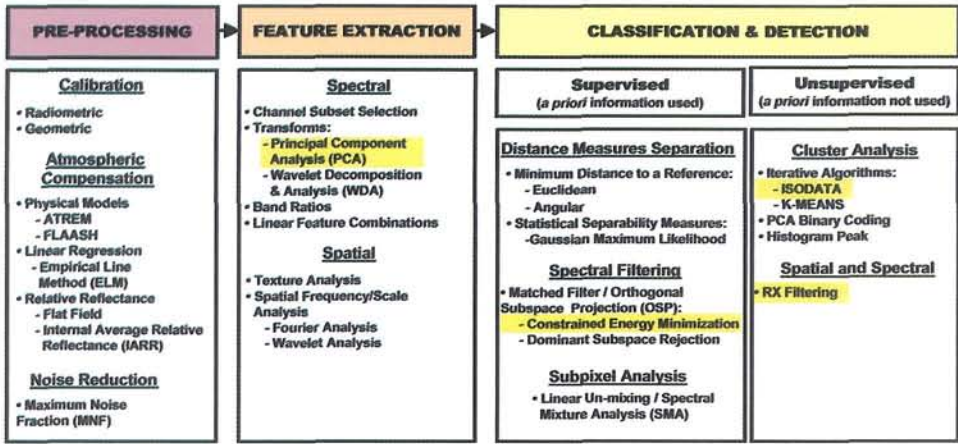 PRE-PROCESSING
FEATURE EXTRACTION
CLASSIFICATION & DETECTION
Calibration
• Radiometric
• Geometric
Atmospheric
Compensation
• Physical Models
- ATREM
- FLAASH
• Linear Regression
- Empirical Line
Method (ELM)
• Relative Reflectance
- Flat Field
- Internal Average Relative
Reflectance (IARR)
Noise Reduction
• Maximum Noise
Fraction (MNF)
Spectral
• Channel Subset Selection
• Transforms:
- Principal Component
Analysis (PCA)
- Wavelet Decomposition
& Analysis (WDA)
• Band Ratios
• Linear Feature Combinations
Spatial
• Texture Analysis
• Spatial Frequency/Scale
Analysis
- Fourier Analysis
- Wavelet Analysis
Supervised
(a priori information used)
Distance Measures Separation
• Minimum Distance to a Reference:
- Euclidean
- Angular
• Statistical Separability Measures:
-Gaussian Maximum Likelihood
Spectral Filtering
• Matched Filter / Orthogonal
Subspace Projection (OSP):
- Constrained Energy Minimization
- Dominant Subspace Rejection
Subpixel Analysis
• Linear Un-mixing / Spectral
Mixture Analysis (SMA)
Unsupervised
(a priori information not used)
Cluster Analysis
• Iterative Algorithms:
- ISODATA
- K-MEANS
• PCA Binary Coding
• Histogram Peak
Spatial and Spectral
• RX Filtering